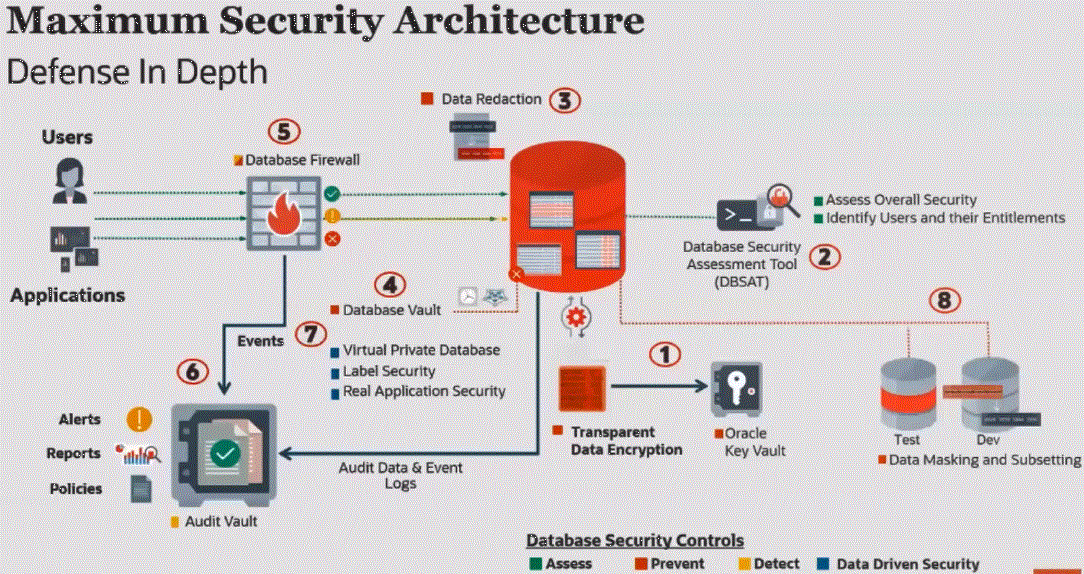 Maximum Security Architecture
Defense In Depth
Data Redaction 3
Users
5
Database Firewall
Assess Overall Security
Identify Users and their Entitlements
Database Security
Assessment Tool
(DBSAT)
2
Applications
4
Database Vault
8
Events
7
Virtual Private Database
Label Security
Real Application Security
1
6
Alerts
Reports
Policies
Transparent
Data Encryption
Oracle
Key Vault
Test
Dev
Data Masking and Subsetting
Audit Data & Event
Logs
Audit Vault
Database Security Controls
Assess
Prevent
Detect
Data Driven Security